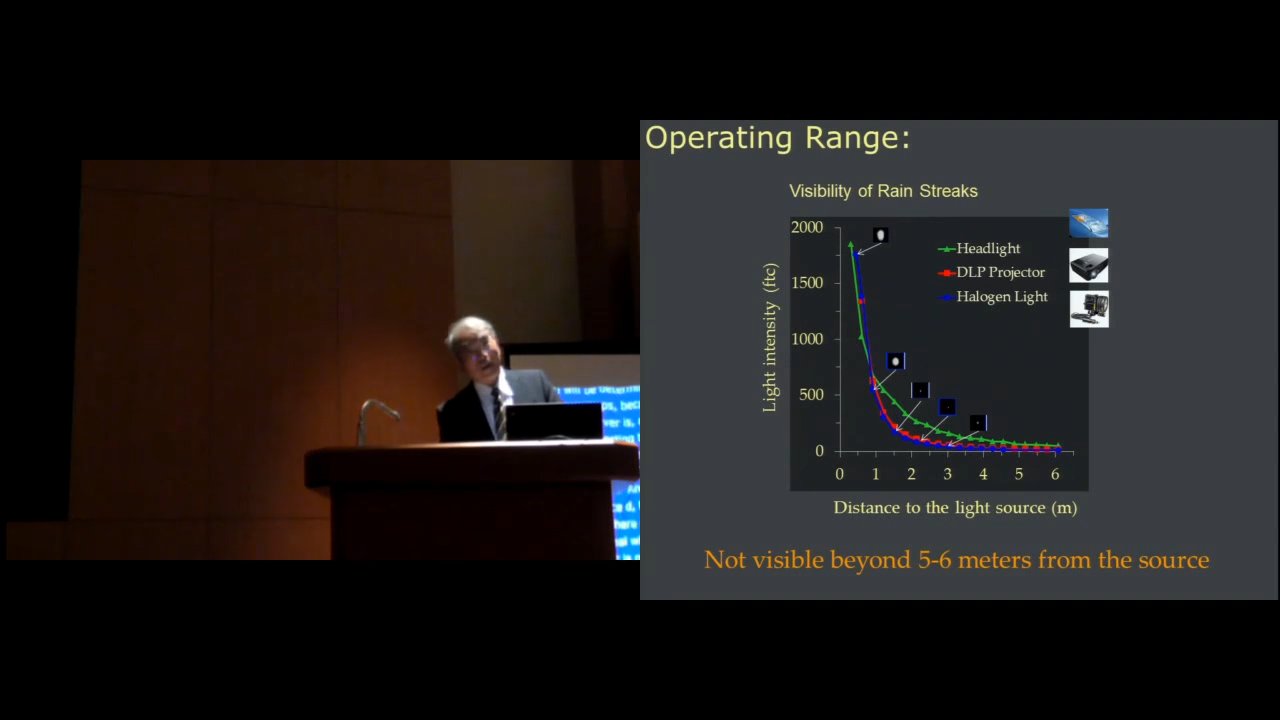 Operating Range:
Visibility of Rain Streaks
2000
1500
1000
500
0
Light intensity (ftc)
Headlight
DLP Projector
Halogen Light
0 1 2 3 4 5 6
Distance to the light source (m)
Not visible beyond 5-6 meters from the source
will be